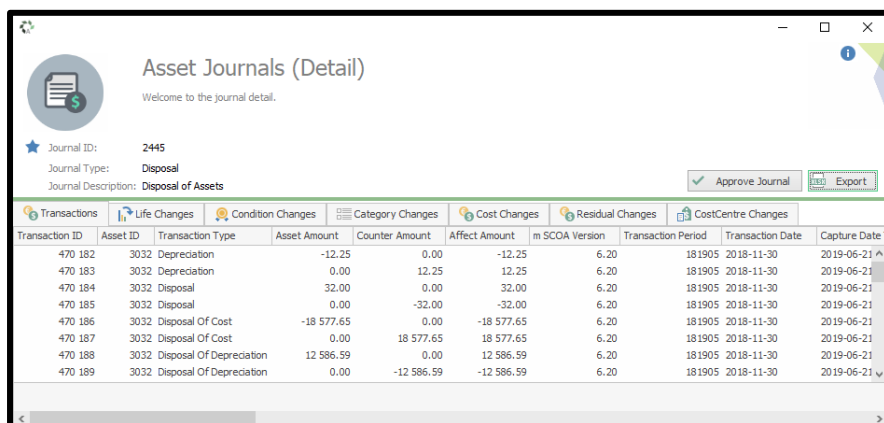 Asset Journals (Detail)
Welcome to the journal detail.
Journal ID: 2445
Journal Type: Disposal
Journal Description: Disposal of Assets
Approve Journal Export
Transactions Life Changes Condition Changes Category Changes Cost Changes Residual Changes CostCentre Changes
Transaction ID Asset ID Transaction Type Asset Amount Counter Amount Affect Amount m SCOA Version Transaction Period Transaction Date Capture Date
470 182 3032 Depreciation -12.25 0.00 -12.25 6.20 181905 2018-11-30 2019-06-21
470 183 3032 Depreciation 0.00 12.25 12.25 6.20 181905 2018-11-30 2019-06-21
470 184 3032 Disposal 32.00 0.00 32.00 6.20 181905 2018-11-30 2019-06-21
470 185 3032 Disposal 0.00 -32.00 -32.00 6.20 181905 2018-11-30 2019-06-21
470 186 3032 Disposal Of Cost -18 577.65 0.00 -18 577.65 6.20 181905 2018-11-30 2019-06-21
470 187 3032 Disposal Of Cost 0.00 18 577.65 18 577.65 6.20 181905 2018-11-30 2019-06-21
470 188 3032 Disposal Of Depreciation 12 586.59 0.00 12 586.59 6.20 181905 2018-11-30 2019-06-21
470 189 3032 Disposal Of Depreciation 0.00 -12 586.59 -12 586.59 6.20 181905 2018-11-30 2019-06-21